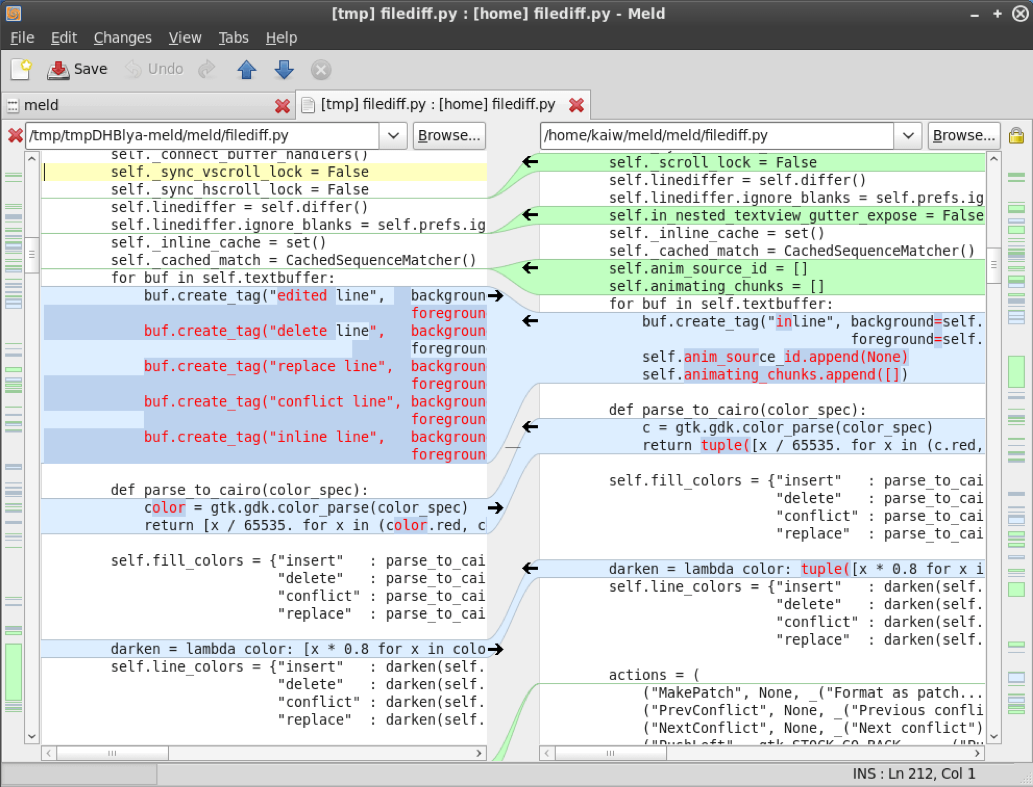 [tmp] filediff.py : [home] filediff.py - Meld
File Edit Changes View Tabs Help
Save Undo
meld
[tmp] filediff.py : [home] filediff.py
/tmp/tmpDHBlya-meld/meld/filediff.py
Browse...
/home/kaiw/meld/meld/filediff.py
Browse...
self._connect_buffer_handlers()
self._sync_vscroll_lock = False
self._sync_hscroll_lock = False
self.linediffer = self.differ()
self.linediffer.ignore_blanks = self.prefs.ig
self._inline_cache = set()
self._cached_match = CachedSequenceMatcher()
for buf in self.textbuffer:
buf.create_tag("edited line", backgroun
foregroun
buf.create_tag("delete line", backgroun
foregroun
buf.create_tag("replace line", backgroun
foregroun
buf.create_tag("conflict line", backgroun
foregroun
buf.create_tag("inline line", backgroun
foregroun
def parse_to_cairo(color_spec):
color = gtk.gdk.color_parse(color_spec)
return [x / 65535. for x in (color.red, c
self.fill_colors = {"insert" : parse_to_cai
"delete" : parse_to_cai
"conflict" : parse_to_cai
"replace" : parse_to_cai
darken = lambda color: [x * 0.8 for x in colo
self.line_colors = {"insert" : darken(self.
"delete" : darken(self.
"conflict" : darken(self.
"replace" : darken(self.
self._scroll_lock = False
self.linediffer = self.differ()
self.linediffer.ignore_blanks = self.prefs.ig
self.in_nested_textview_gutter_expose = False
self._inline_cache = set()
self._cached_match = CachedSequenceMatcher()
self.anim_source_id = []
self.animating_chunks = []
for buf in self.textbuffer:
buf.create_tag("inline", background=self.
foreground=self.
self.anim_source_id.append(None)
self.animating_chunks.append([])
def parse_to_cairo(color_spec):
c = gtk.gdk.color_parse(color_spec)
return tuple([x / 65535. for x in (c.red,
self.fill_colors = {"insert" : parse_to_cai
"delete" : parse_to_cai
"conflict" : parse_to_cai
"replace" : parse_to_cai
darken = lambda color: tuple([x * 0.8 for x i
self.line_colors = {"insert" : darken(self.
"delete" : darken(self.
"conflict" : darken(self.
"replace" : darken(self.
actions = (
("MakePatch", None, _("Format as patch...
("PrevConflict", None, _("Previous confli
("NextConflict", None, _("Next conflict")
INS : Ln 212, Col 1